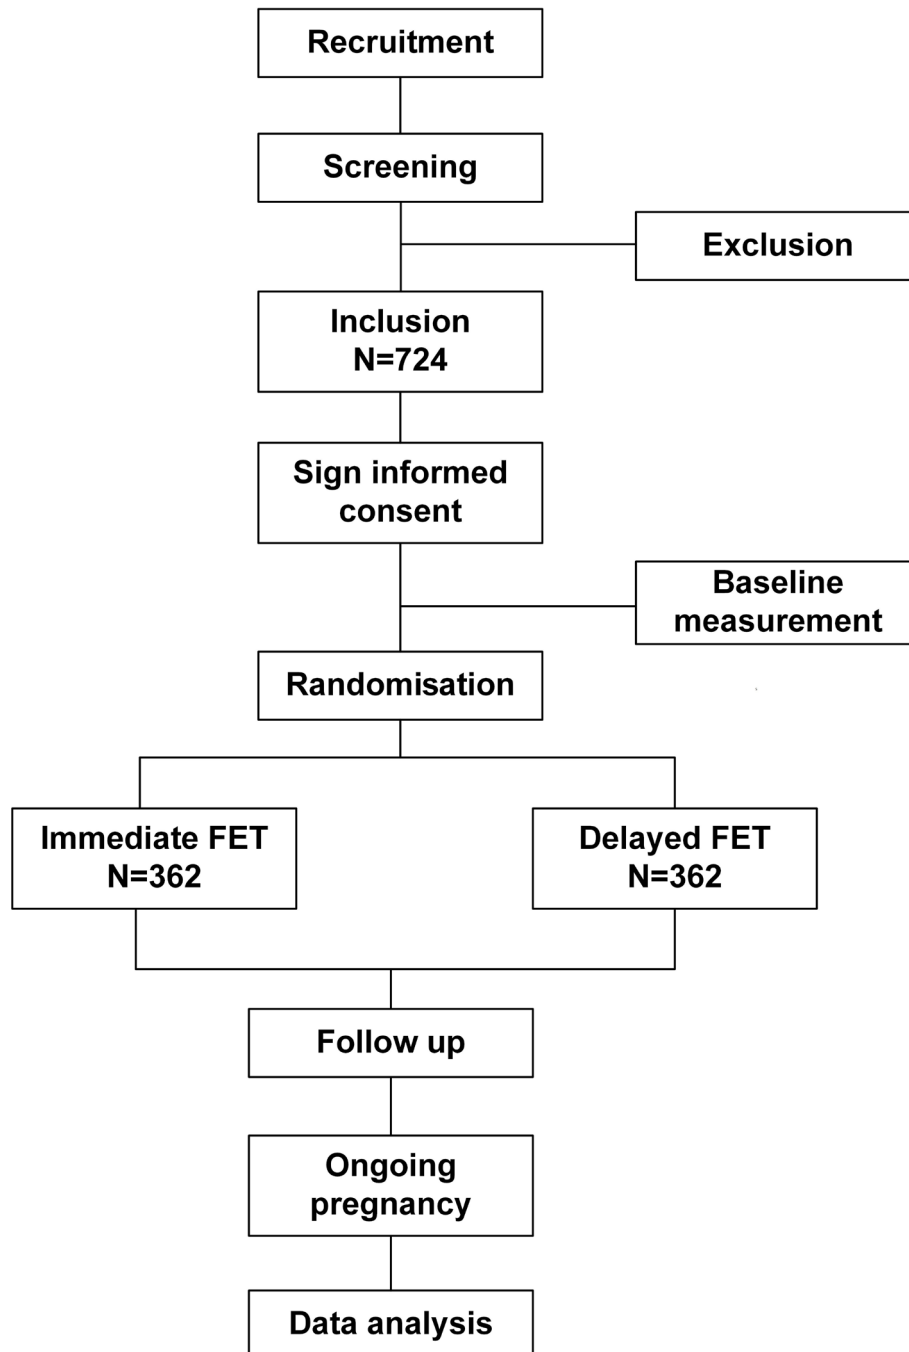 Recruitment
Screening
Exclusion
Inclusion
N=724
Sign informed
consent
Baseline
measurement
Randomisation
Immediate FET
N=362
Delayed FET
N=362
Follow up
Ongoing
pregnancy
Data analysis